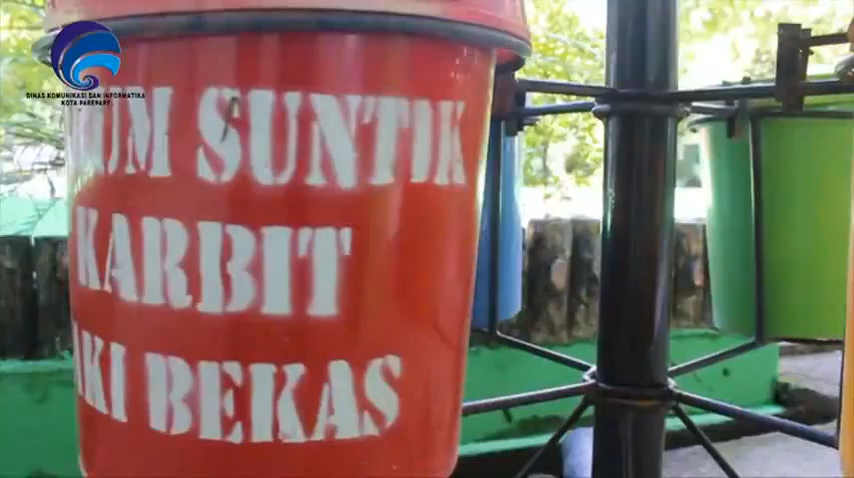 DINAS KOMUNIKASI DAN INFORMATIKA
KOTA PAREPARE
SUNTIK
KARBIT
BEKAS